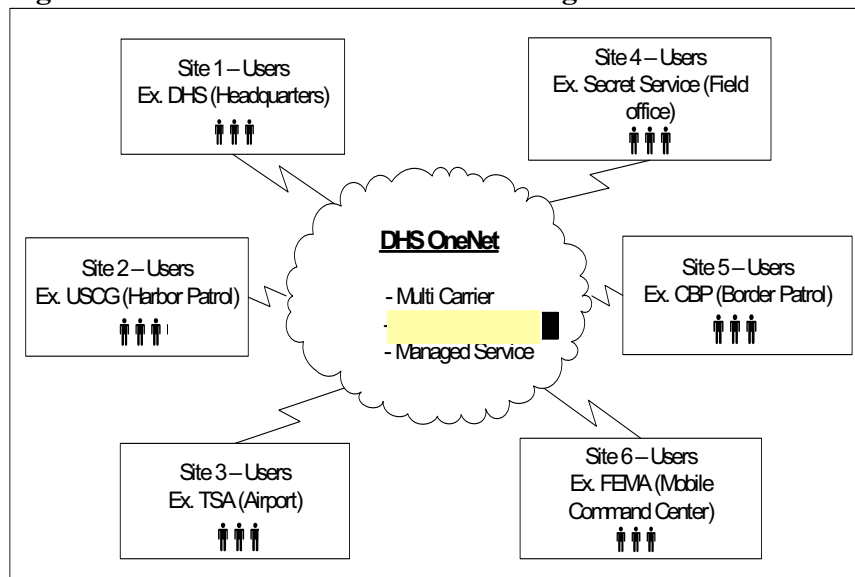 Site 1 – Users
Ex. DHS (Headquarters)
Site 4 – Users
Ex. Secret Service (Field
office)
DHS OneNet
- Multi Carrier
-
- Managed Service
Site 2 – Users
Ex. USCG (Harbor Patrol)
Site 5 – Users
Ex. CBP (Border Patrol)
Site 3 – Users
Ex. TSA (Airport)
Site 6 – Users
Ex. FEMA (Mobile
Command Center)